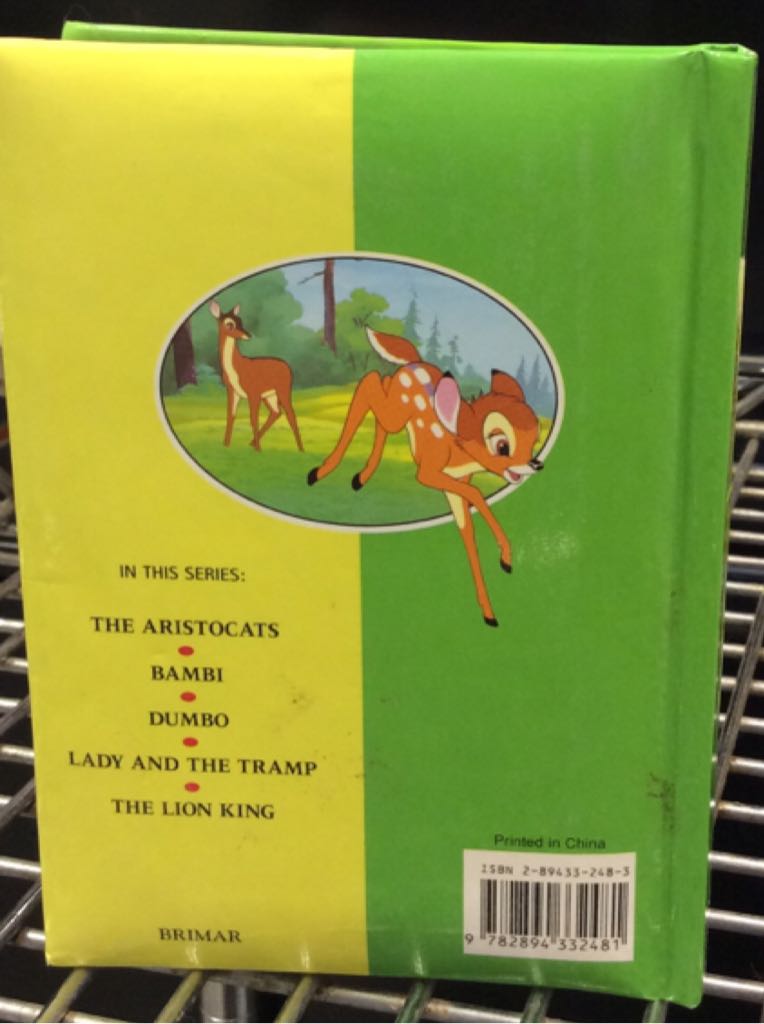 IN THIS SERIES:
THE ARISTOCATS
BAMBI
DUMBO
LADY AND THE TRAMP
THE LION KING
BRIMAR
Printed in China
ISBN 2-89433-248-3
9 782894 332481